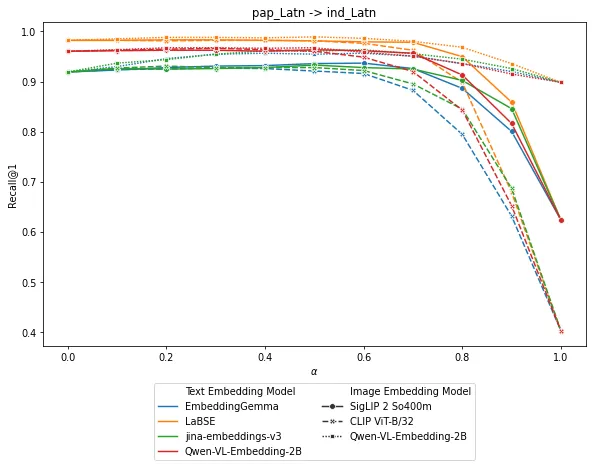 pap_Latn -> ind_Latn
Recall@1
1.0
0.9
0.8
0.7
0.6
0.5
0.4
0.0 0.2 0.4 0.6 0.8 1.0
α
Text Embedding Model Image Embedding Model
EmbeddingGemma SigLIP 2 So400m
LaBSE CLIP ViT-B/32
jina-embeddings-v3 Qwen-VL-Embedding-2B
Qwen-VL-Embedding-2B